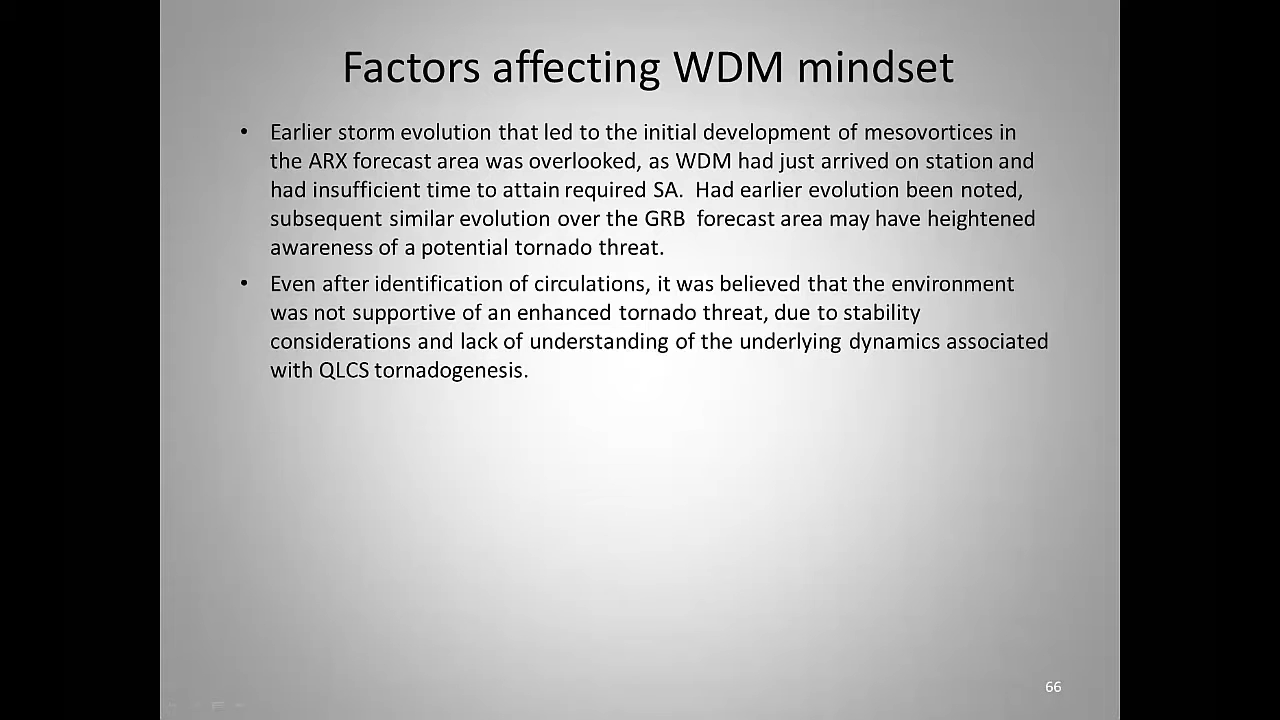 Factors affecting WDM mindset
• Earlier storm evolution that led to the initial development of mesovortices in
the ARX forecast area was overlooked, as WDM had just arrived on station and
had insufficient time to attain required SA.  Had earlier evolution been noted,
subsequent similar evolution over the GRB  forecast area may have heightened
awareness of a potential tornado threat.
• Even after identification of circulations, it was believed that the environment
was not supportive of an enhanced tornado threat, due to stability
considerations and lack of understanding of the underlying dynamics associated
with QLCS tornadogenesis.
66